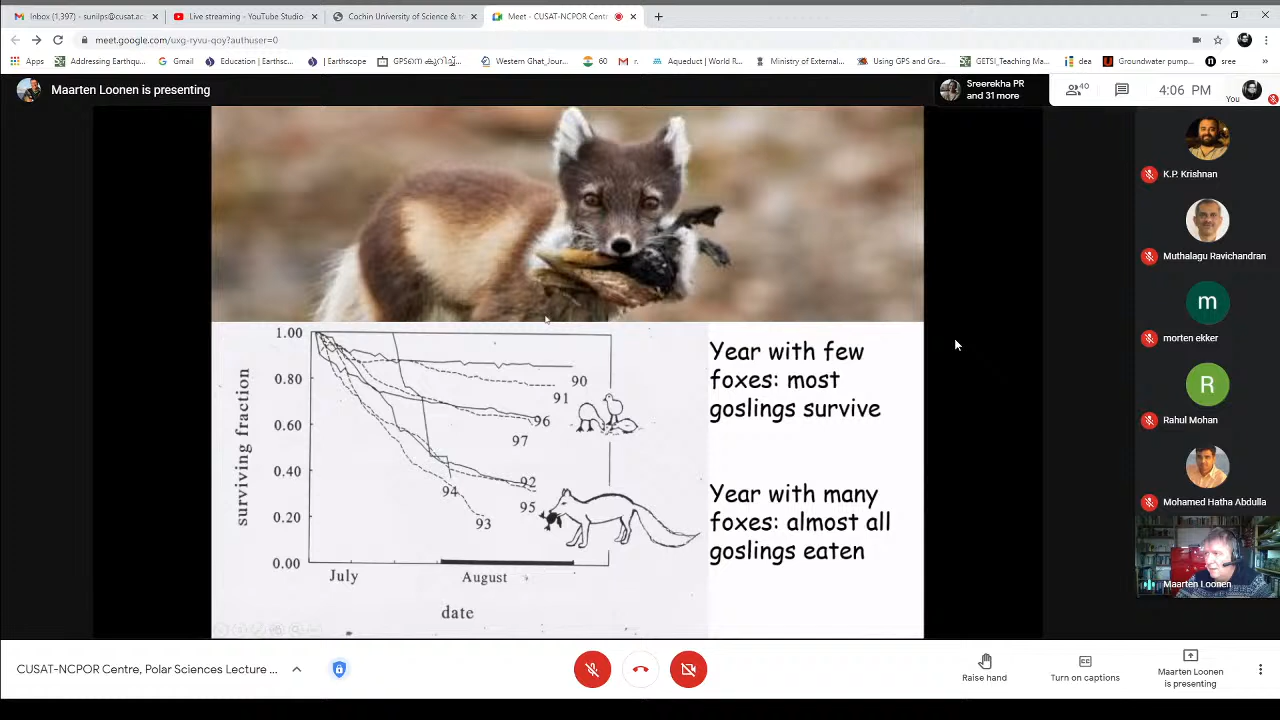 Inbox (1,397) - sunilps@cusat.ac
Live streaming - YouTube Studio
Cochin University of Science & te
Meet - CUSAT-NCPOR Centr
meet.google.com/uxg-ryvu-qoy?authuser=0
Apps
Addressing Earthqu...
Gmail
Education | Earthsc...
| Earthscope
Western Ghat_Jour...
60
r.
Aqueduct | World R...
Ministry of External...
Using GPS and Gra...
GETSI_Teaching Ma...
idea
Groundwater pump...
sree
»
Maarten Loonen is presenting
Sreerekha PR
and 31 more
40
4:06 PM
You
K.P. Krishnan
Muthalagu Ravichandran
m
morten ekker
R
Rahul Mohan
Mohamed Hatha Abdulla
Maarten Loonen
surviving fraction
1.00
0.80
0.60
0.40
0.20
0.00
90
91
96
97
92
94
95
93
July
August
date
Year with few
foxes: most
goslings survive
Year with many
foxes: almost all
goslings eaten
CUSAT-NCPOR Centre, Polar Sciences Lecture ...
Raise hand
Turn on captions
Maarten Loonen
is presenting